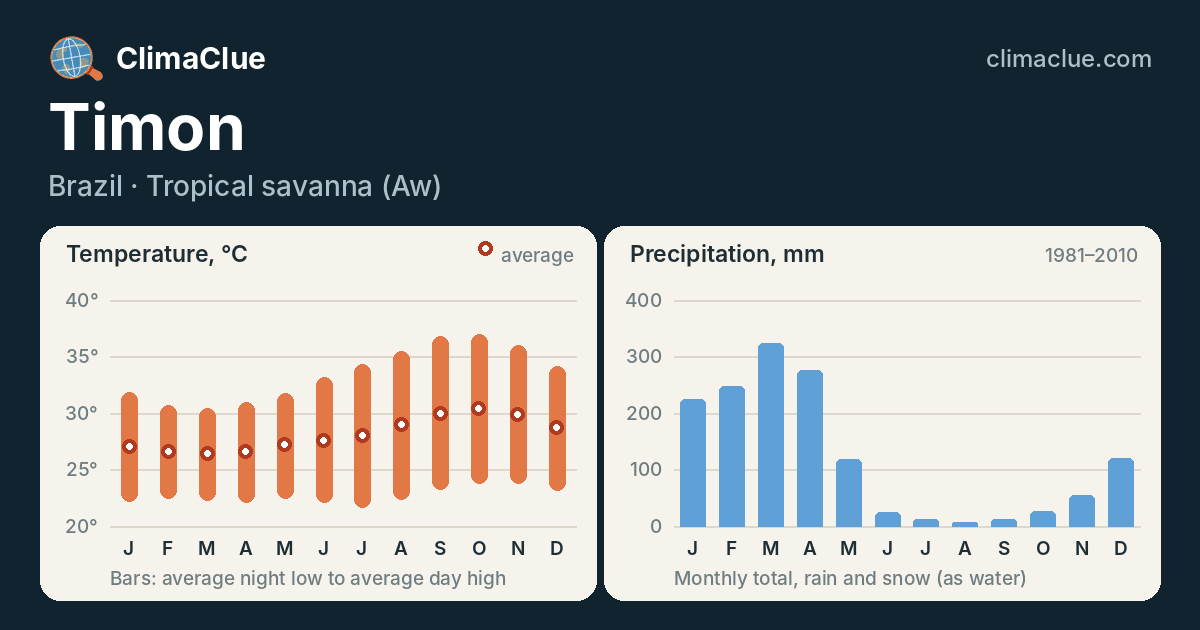 ClimaClue
climaclue.com
Timon
Brazil · Tropical savanna (Aw)
Temperature, °C
average
40°
35°
30°
25°
20°
J F M A M J J A S O N D
Bars: average night low to average day high
Precipitation, mm
1981–2010
400
300
200
100
0
J F M A M J J A S O N D
Monthly total, rain and snow (as water)